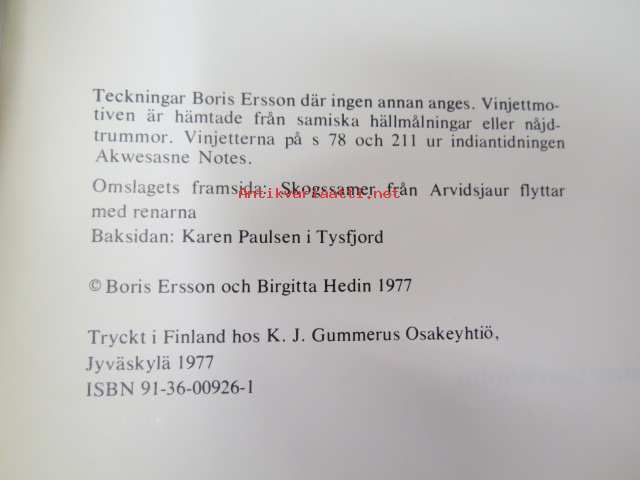 Teckningar Boris Ersson där ingen annan anges. Vinjettmo-
tiven är hämtade från samiska hällmålningar eller nåjd-
trummor. Vinjetterna på s 78 och 211 ur indiantidningen
Akwesasne Notes.
Omslagets framsida: Skogssamer från Arvidsjaur flyttar
Antikvariaatti.net
med renarna
Baksidan: Karen Paulsen i Tysfjord
© Boris Ersson och Birgitta Hedin 1977
Tryckt i Finland hos K. J. Gummerus Osakeyhtiö,
Jyväskylä 1977
ISBN 91-36-00926-1